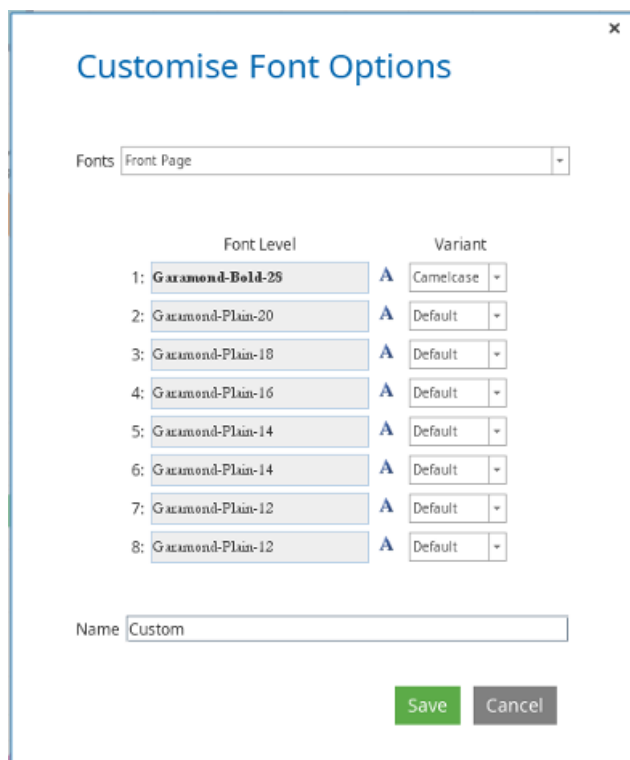 ×
Customise Font Options
Fonts Front Page
Font Level Variant
1: Garamond-Bold-28 A Camelcase
2: Garamond-Plain-20 A Default
3: Garamond-Plain-18 A Default
4: Garamond-Plain-16 A Default
5: Garamond-Plain-14 A Default
6: Garamond-Plain-14 A Default
7: Garamond-Plain-12 A Default
8: Garamond-Plain-12 A Default
Name Custom
Save Cancel